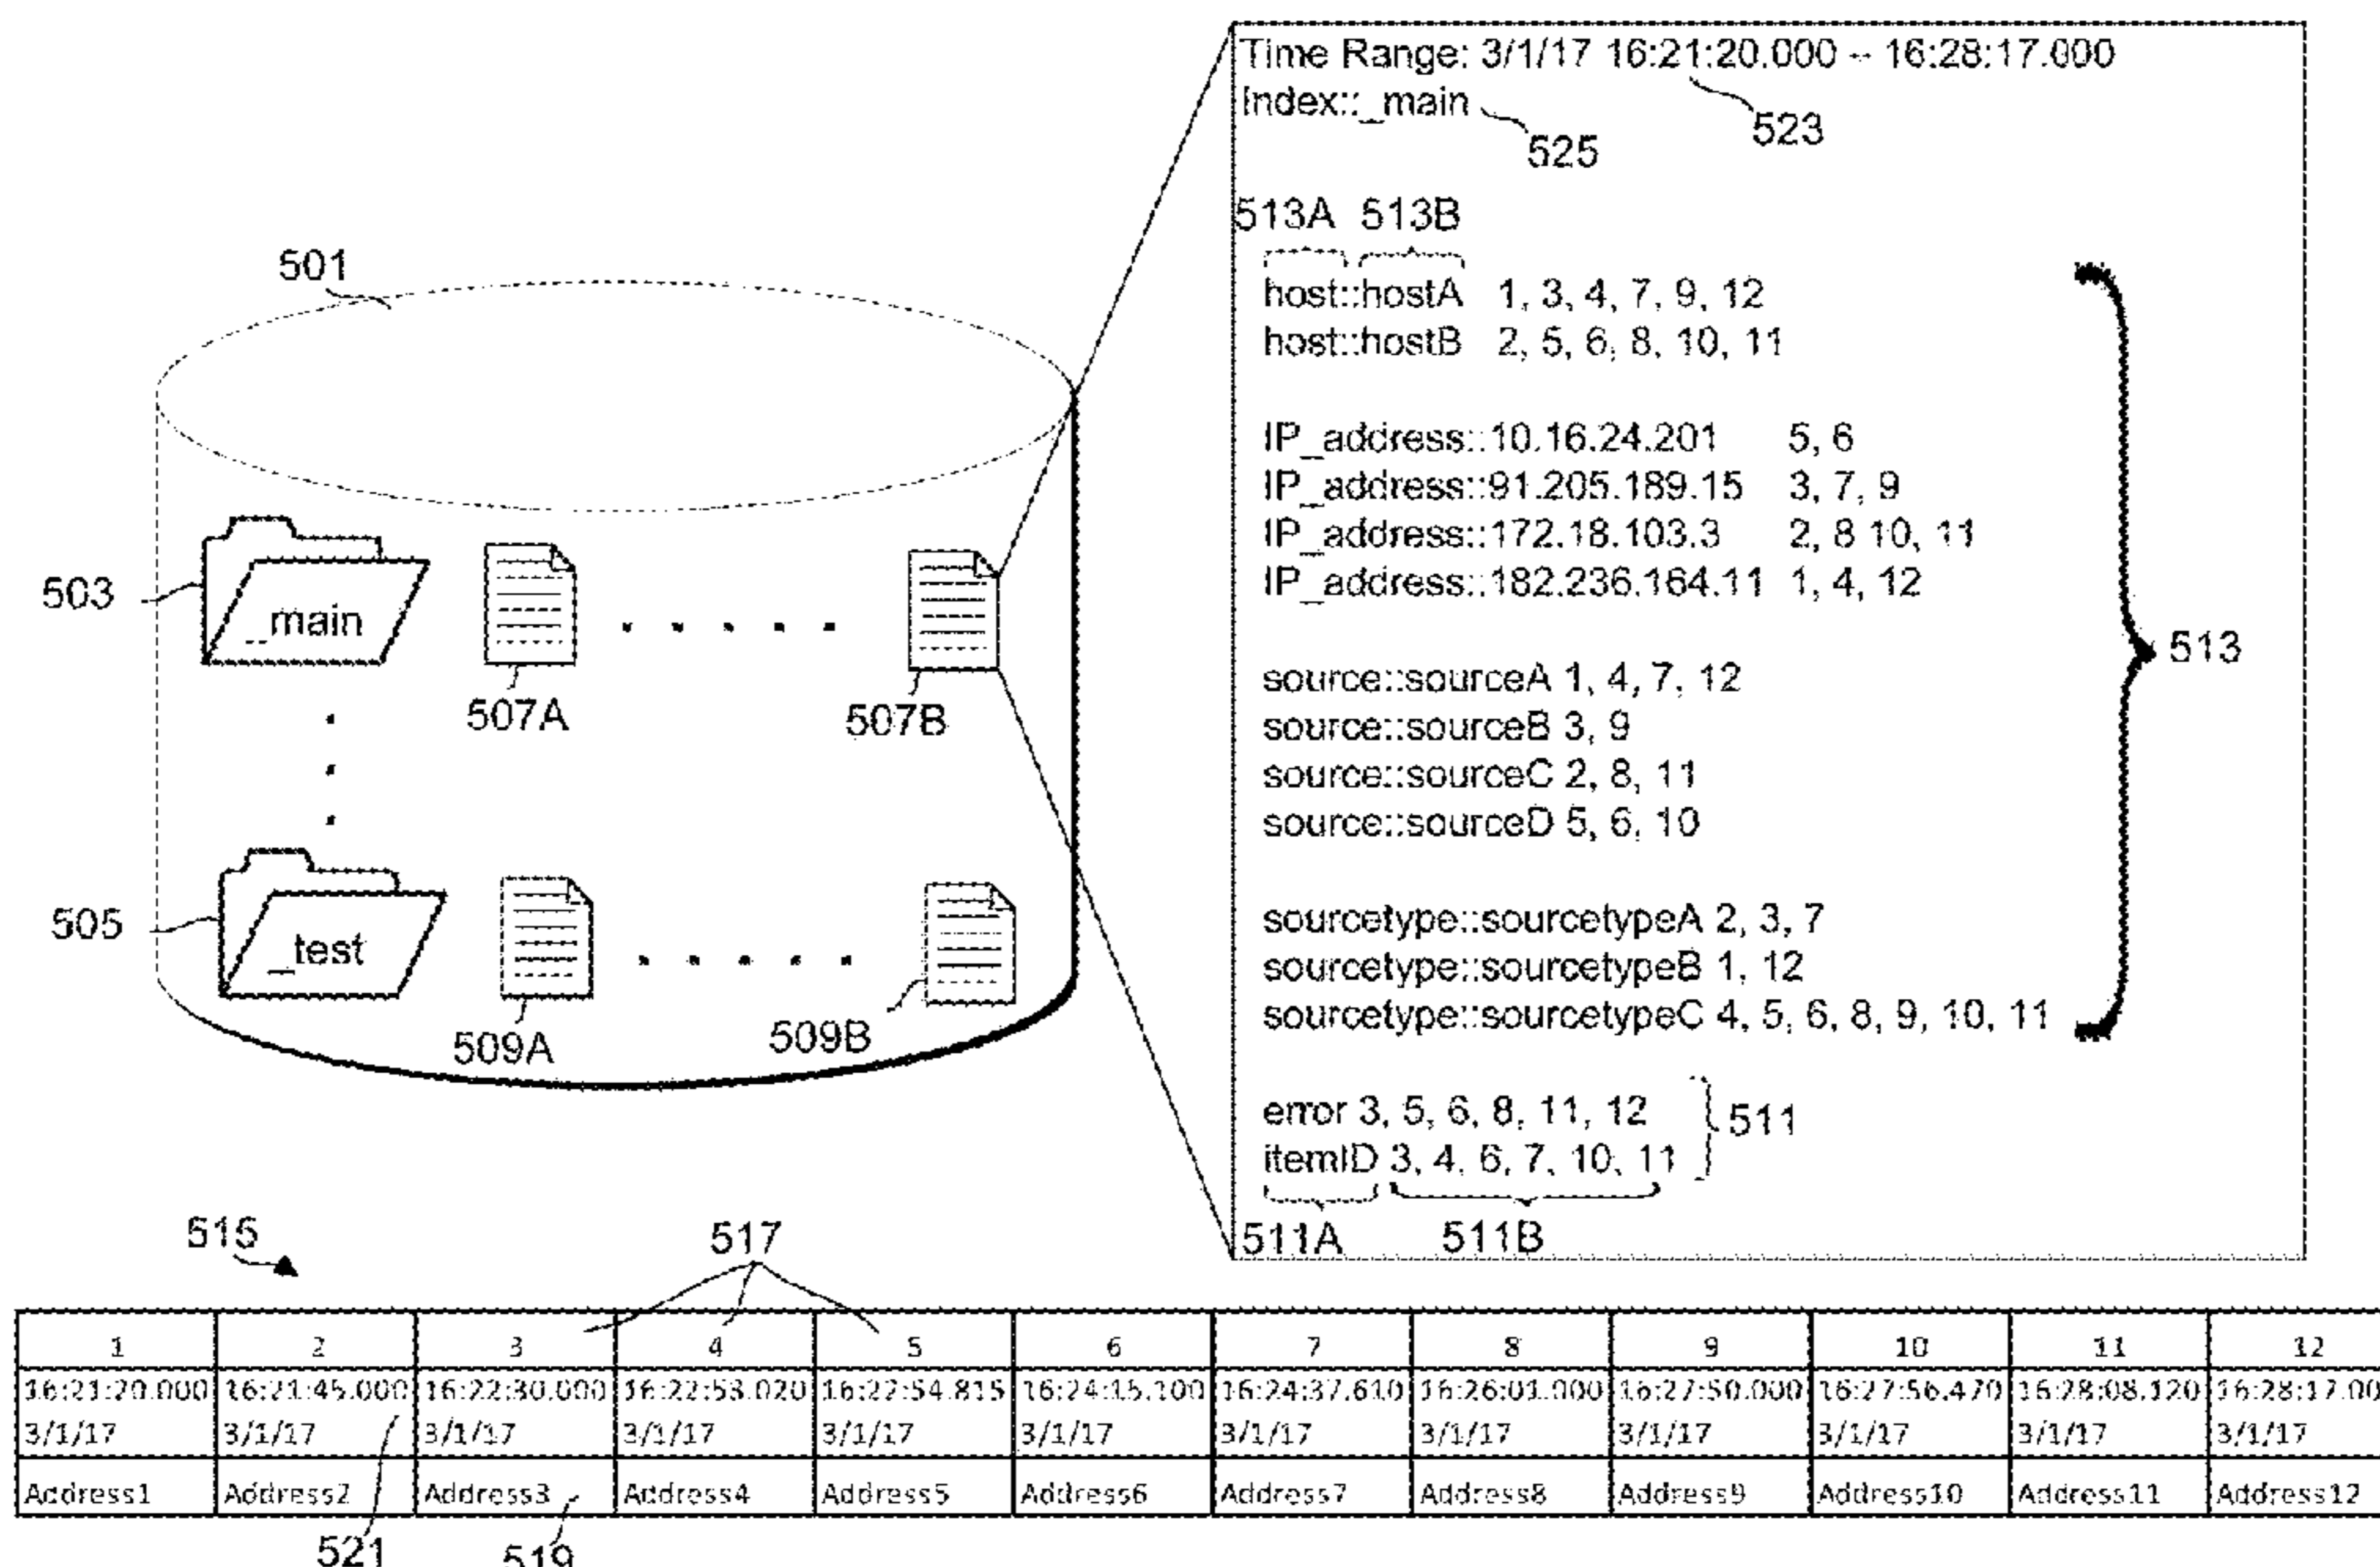 Time Range: 3/1/17 16:21:20.000 -- 16:28:17.000
Index::_main
523
525
513A 513B
501
host::hostA 1, 3, 4, 7, 9, 12
host::hostB 2, 5, 6, 8, 10, 11
IP_address::10.16.24.201 5, 6
IP_address::91.205.189.15 3, 7, 9
IP_address::172.18.103.3 2, 8 10, 11
IP_address::182.236.164.11 1, 4, 12
503
_main
507A
507B
513
source::sourceA 1, 4, 7, 12
source::sourceB 3, 9
source::sourceC 2, 8, 11
source::sourceD 5, 6, 10
505
_test
509A
509B
sourcetype::sourcetypeA 2, 3, 7
sourcetype::sourcetypeB 1, 12
sourcetype::sourcetypeC 4, 5, 6, 8, 9, 10, 11
error 3, 5, 6, 8, 11, 12
511
itemID 3, 4, 6, 7, 10, 11
511A 511B
515
517
1 2 3 4 5 6 7 8 9 10 11 12
16:21:20.000 16:21:45.000 16:22:30.000 16:22:53.020 16:22:54.815 16:24:15.100 16:24:37.610 16:26:01.000 16:27:50.000 16:27:56.470 16:28:08.120 16:28:17.00
3/1/17 3/1/17 3/1/17 3/1/17 3/1/17 3/1/17 3/1/17 3/1/17 3/1/17 3/1/17 3/1/17 3/1/17
Address1 Address2 Address3 Address4 Address5 Address6 Address7 Address8 Address9 Address10 Address11 Address12
521
519